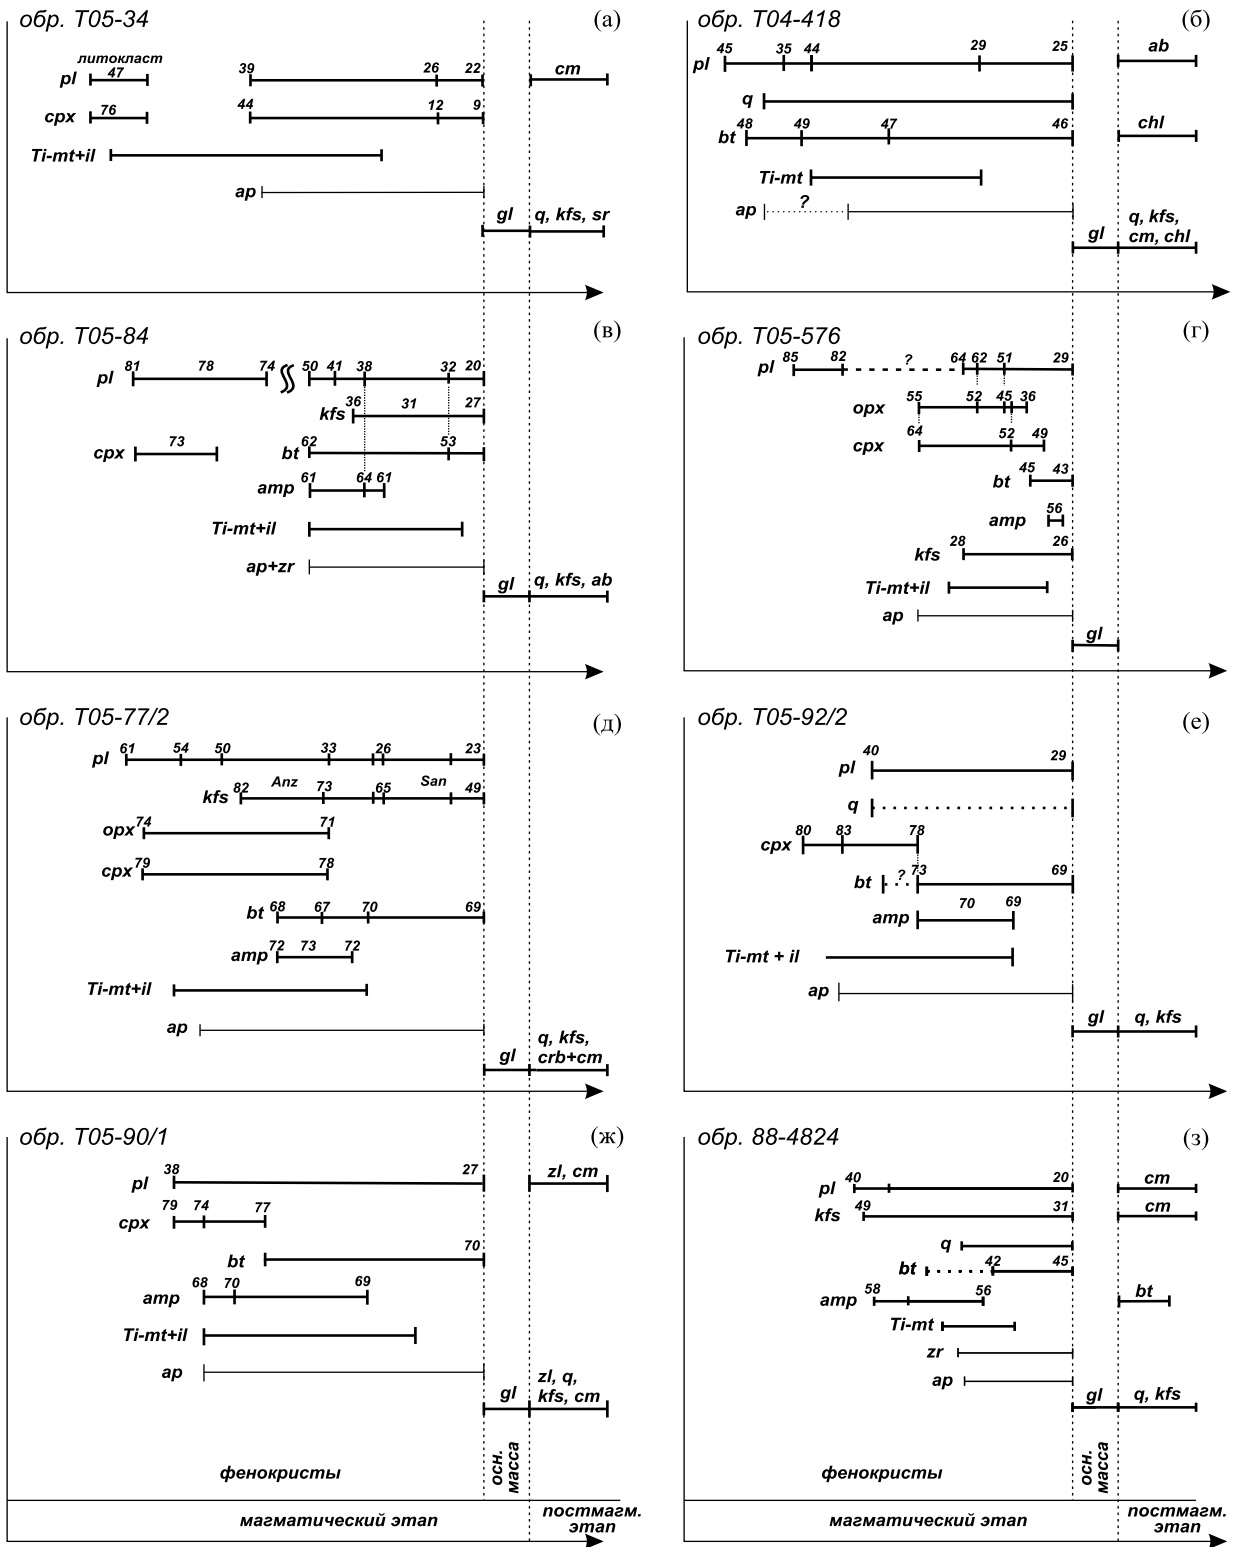 обр. Т05-34
(а)
литокласт
pl 47 39 26 22 cm
cpx 76 44 12 9
Ti-mt+il
ap
gl q, kfs, sr
обр. Т04-418
(б)
pl 45 35 44 29 25 ab
q
bt 48 49 47 46 chl
Ti-mt
ap ?
gl q, kfs,
cm, chl
обр. Т05-84
(в)
pl 81 78 74 50 41 38 32 20
kfs 36 31 27
cpx 73 bt 62 53
amp 61 64 61
Ti-mt+il
ap+zr
gl q, kfs, ab
обр. Т05-576
(г)
pl 85 82 ? 64 62 51 29
opx 55 52 45 36
cpx 64 52 49
bt 45 43
amp 56
kfs 28 26
Ti-mt+il
ap
gl
обр. Т05-77/2
(д)
pl 61 54 50 33 26 23
kfs 82 Anz 73 65 San 49
opx 74 71
cpx 79 78
bt 68 67 70 69
amp 72 73 72
Ti-mt+il
ap
gl q, kfs,
crb+cm
обр. Т05-92/2
(е)
pl 40 29
q
cpx 80 83 78
bt ? 73 69
amp 70 69
Ti-mt + il
ap
gl q, kfs
обр. Т05-90/1
(ж)
pl 38 27 zl, cm
cpx 79 74 77
bt 70
amp 68 70 69
Ti-mt+il
ap
gl zl, q,
kfs, cm
обр. 88-4824
(з)
pl 40 20 cm
kfs 49 31 cm
q
bt 42 45
amp 58 56 bt
Ti-mt
zr
ap
gl q, kfs
фенокристы
осн.
масса
магматический этап
постмагм.
этап
фенокристы
осн.
масса
магматический этап
постмагм.
этап